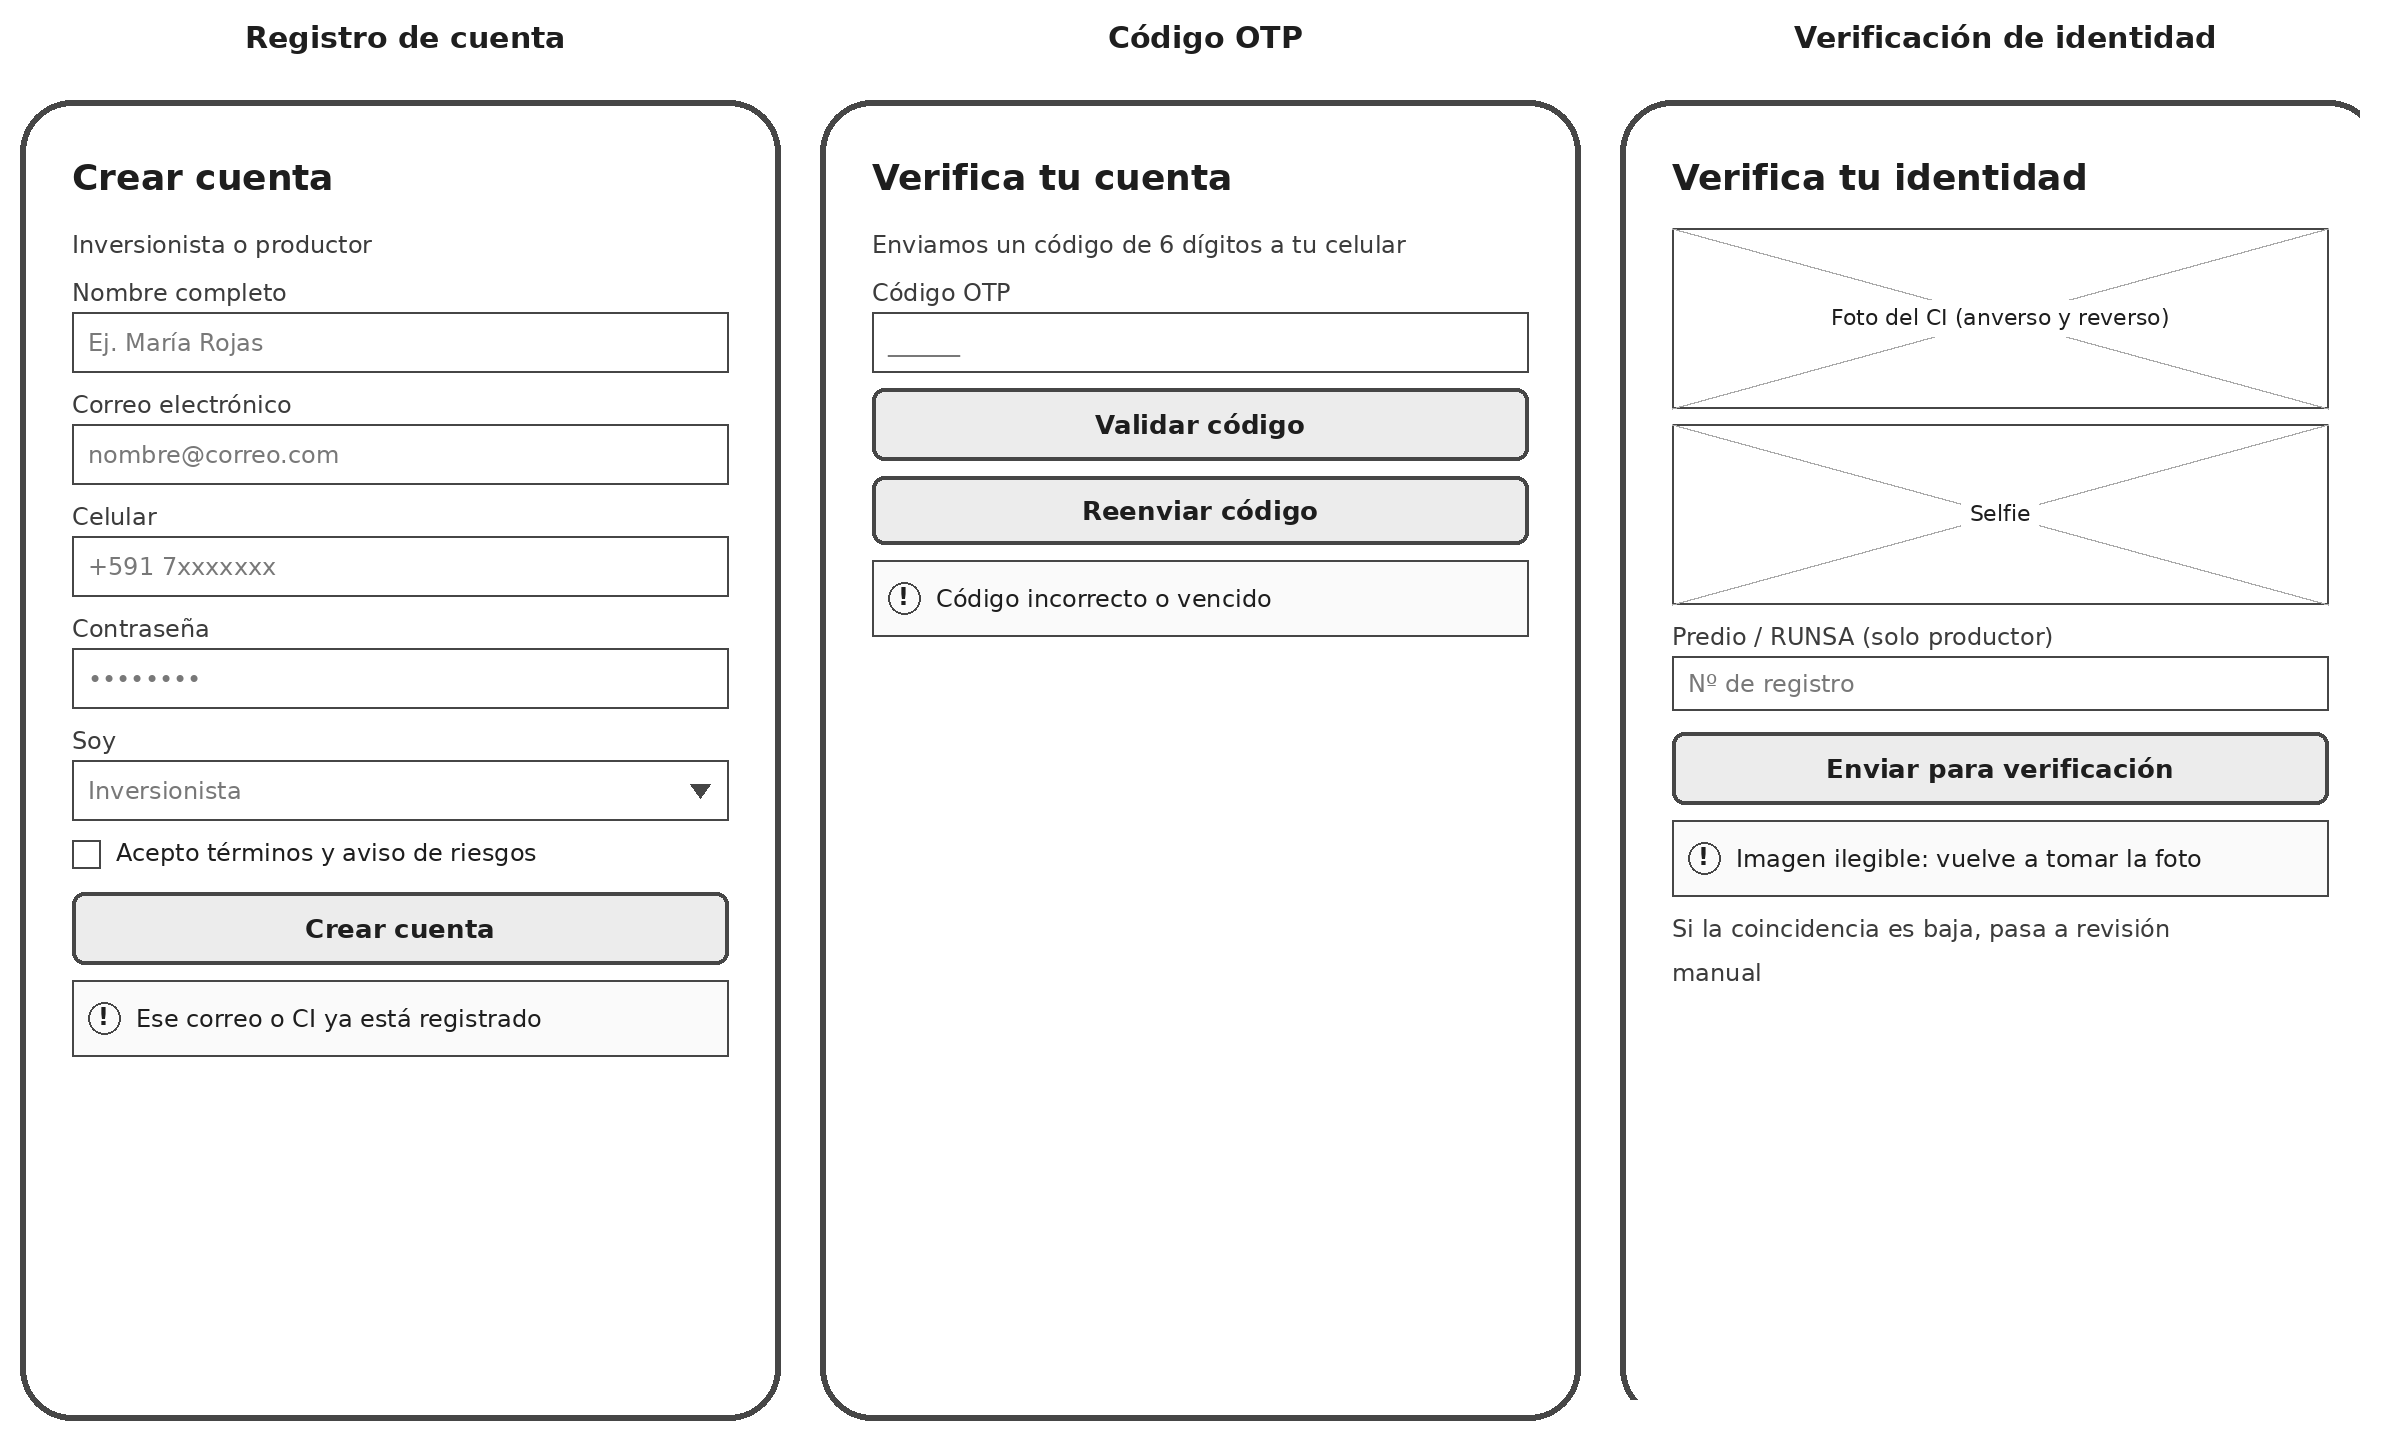 Registro de cuenta
Crear cuenta
Inversionista o productor
Nombre completo
Ej. María Rojas
Correo electrónico
nombre@correo.com
Celular
+591 7xxxxxxx
Contraseña
••••••••
Soy
Inversionista
Acepto términos y aviso de riesgos
Crear cuenta
! Ese correo o CI ya está registrado
Código OTP
Verifica tu cuenta
Enviamos un código de 6 dígitos a tu celular
Código OTP
______
Validar código
Reenviar código
! Código incorrecto o vencido
Verificación de identidad
Verifica tu identidad
Foto del CI (anverso y reverso)
Selfie
Predio / RUNSA (solo productor)
Nº de registro
Enviar para verificación
! Imagen ilegible: vuelve a tomar la foto
Si la coincidencia es baja, pasa a revisión
manual